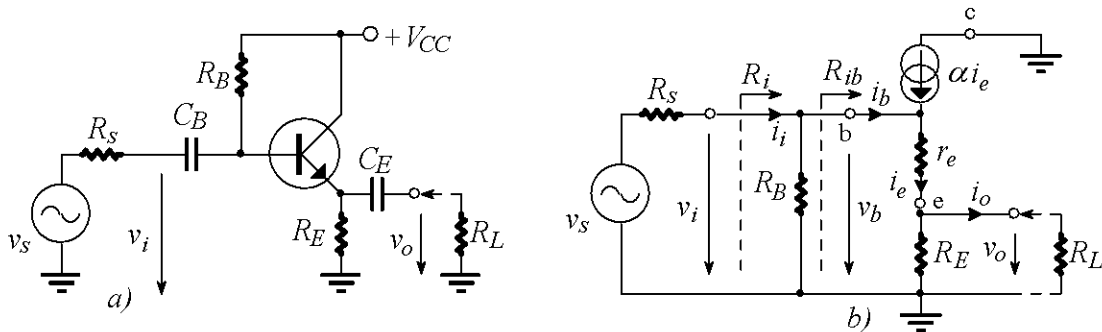 +V_CC
R_B
C_B
R_s
C_E
v_s
v_i
R_E
v_o
R_L
a)
c
αi_e
R_i
R_ib
R_s
i_b
i_i
b
r_e
R_B
i_e
e
i_o
v_s
v_i
v_b
R_E
v_o
R_L
b)